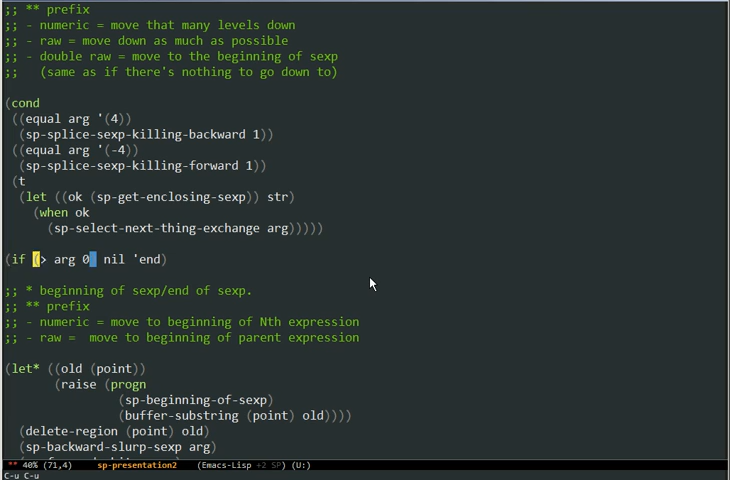 ;; ** prefix
;; - numeric = move that many levels down
;; - raw = move down as much as possible
;; - double raw = move to the beginning of sexp
;;   (same as if there's nothing to go down to)
(cond
 ((equal arg '(4))
  (sp-splice-sexp-killing-backward 1))
 ((equal arg '(-4))
  (sp-splice-sexp-killing-forward 1))
 (t
  (let ((ok (sp-get-enclosing-sexp)) str)
    (when ok
      (sp-select-next-thing-exchange arg)))))
(if (> arg 0) nil 'end)
;; * beginning of sexp/end of sexp.
;; ** prefix
;; - numeric = move to beginning of Nth expression
;; - raw =  move to beginning of parent expression
(let* ((old (point))
       (raise (progn
                (sp-beginning-of-sexp)
                (buffer-substring (point) old))))
  (delete-region (point) old)
  (sp-backward-slurp-sexp arg)
** 40% (71,4)    sp-presentation2   (Emacs-Lisp +2 SP) (U:)
C-u C-u